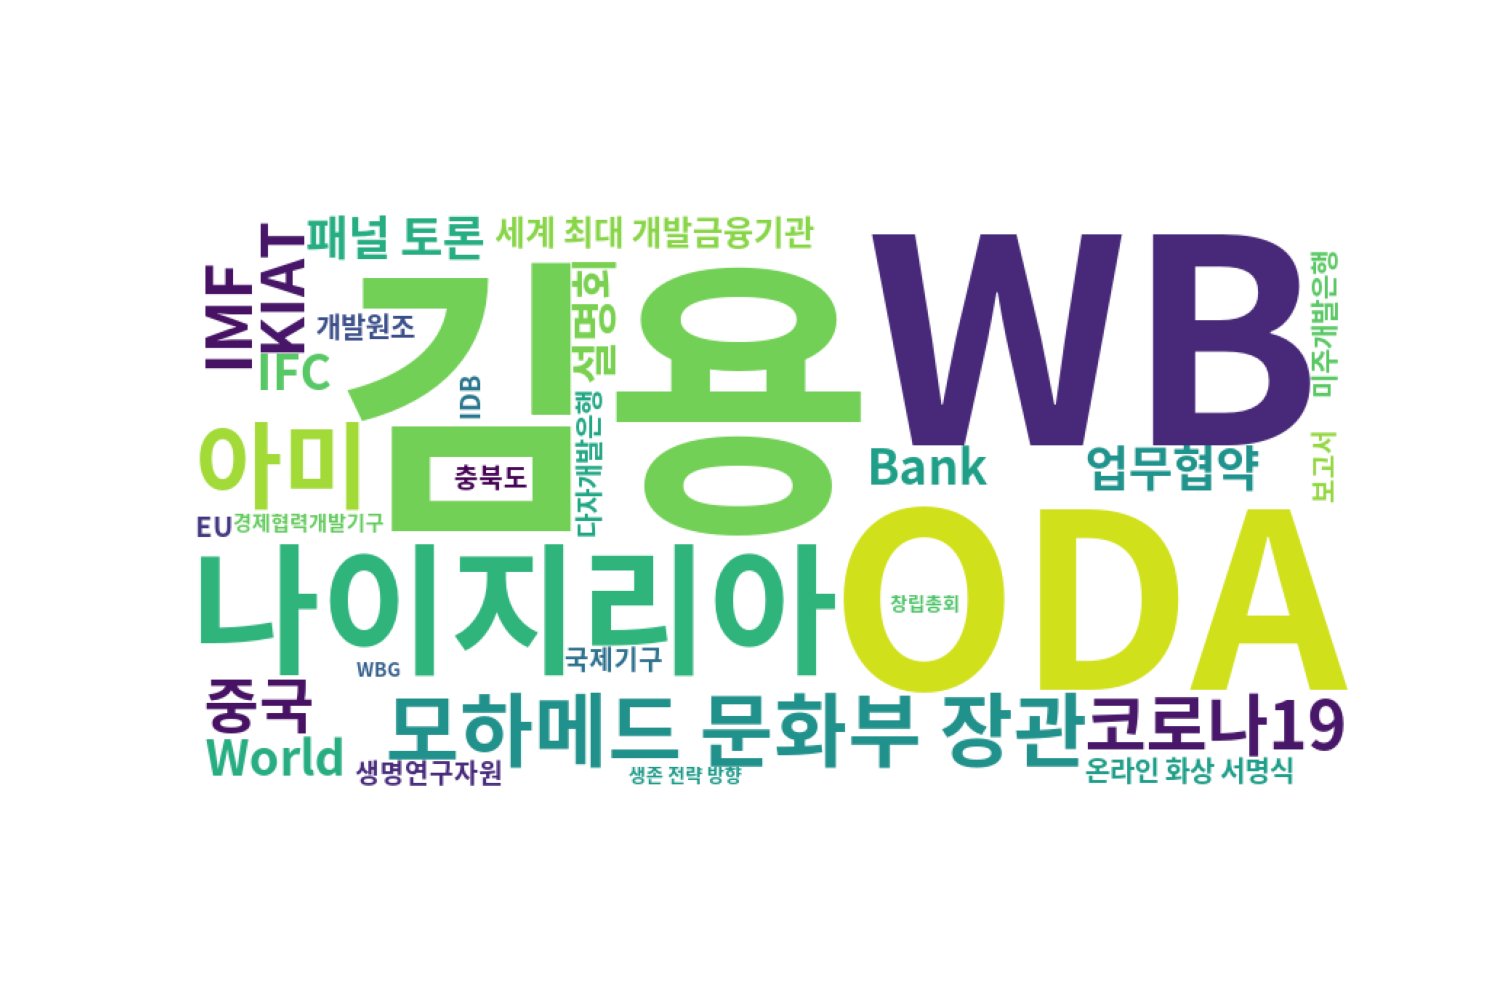 패널 토론
세계 최대 개발금융기관
IMF
KIAT
개발원조
IFC
김용
설명회
WB
미주개발은행
IDB
아미
충북도
다자개발은행
Bank
업무협약
보고서
EU
경제협력개발기구
나이지리아
ODA
창립총회
국제기구
WBG
중국
모하메드 문화부 장관
코로나19
World
생명연구자원
생존 전략 방향
온라인 화상 서명식